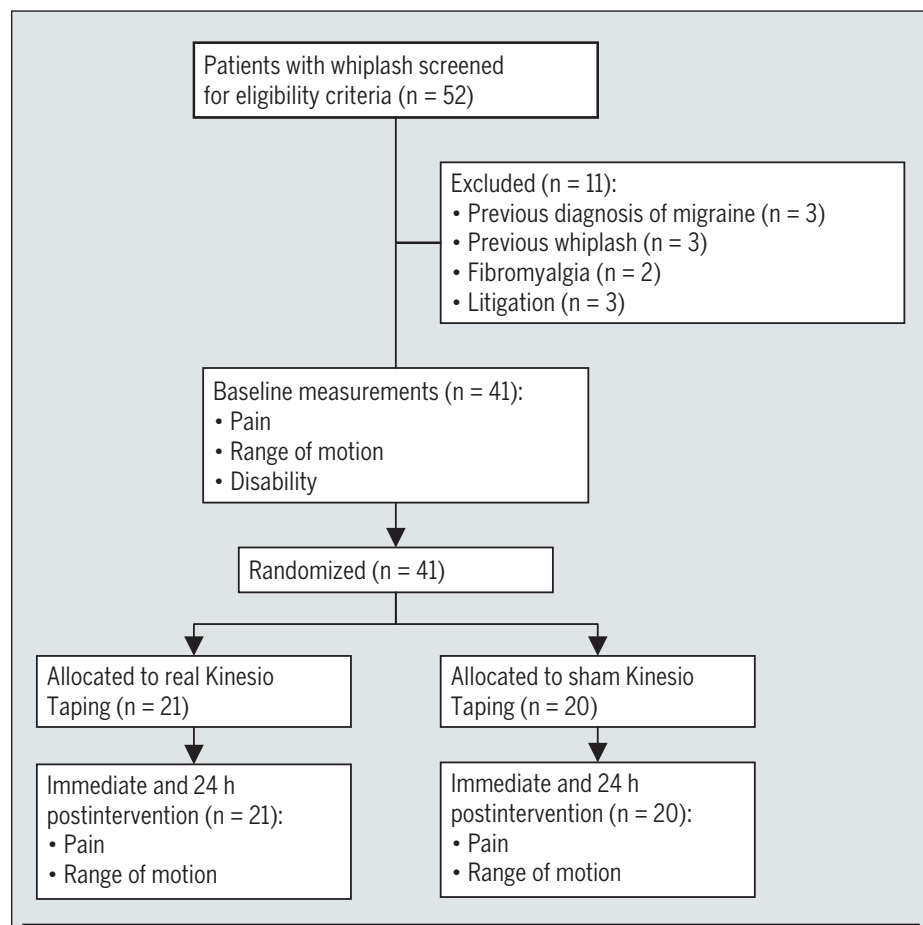 Patients with whiplash screened
for eligibility criteria (n = 52)
Excluded (n = 11):
• Previous diagnosis of migraine (n = 3)
• Previous whiplash (n = 3)
• Fibromyalgia (n = 2)
• Litigation (n = 3)
Baseline measurements (n = 41):
• Pain
• Range of motion
• Disability
Randomized (n = 41)
Allocated to real Kinesio
Taping (n = 21)
Allocated to sham Kinesio
Taping (n = 20)
Immediate and 24 h
postintervention (n = 21):
• Pain
• Range of motion
Immediate and 24 h
postintervention (n = 20):
• Pain
• Range of motion